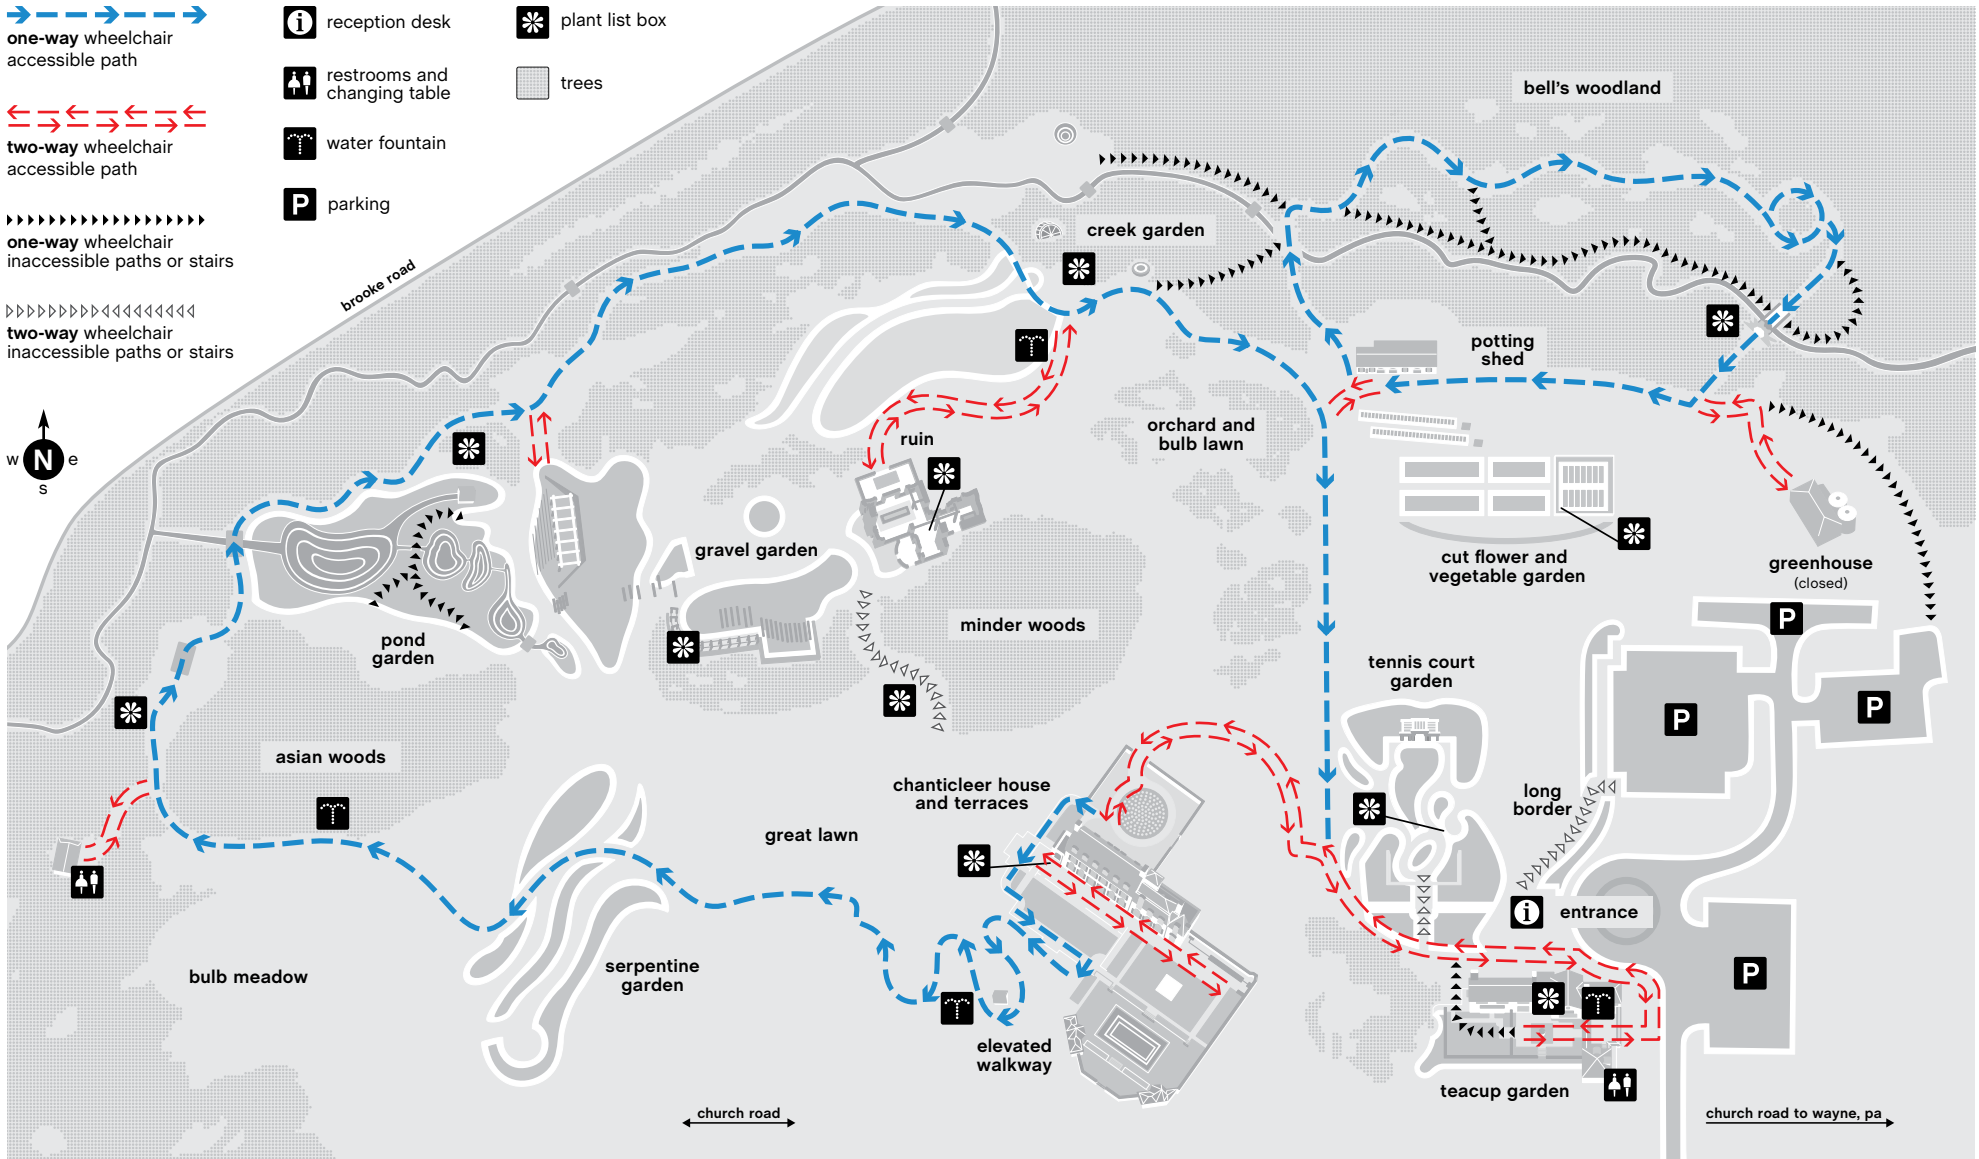 one-way wheelchair
accessible path
two-way wheelchair
accessible path
one-way wheelchair
inaccessible paths or stairs
two-way wheelchair
inaccessible paths or stairs
i
reception desk
restrooms and
changing table
water fountain
P
parking
plant list box
trees
brooke road
w N e
s
bell's woodland
creek garden
potting
shed
ruin
orchard and
bulb lawn
gravel garden
cut flower and
vegetable garden
greenhouse
(closed)
P
pond
garden
minder woods
tennis court
garden
P
P
asian woods
chanticleer house
and terraces
long
border
great lawn
i
entrance
bulb meadow
serpentine
garden
P
elevated
walkway
teacup garden
church road
church road to wayne, pa